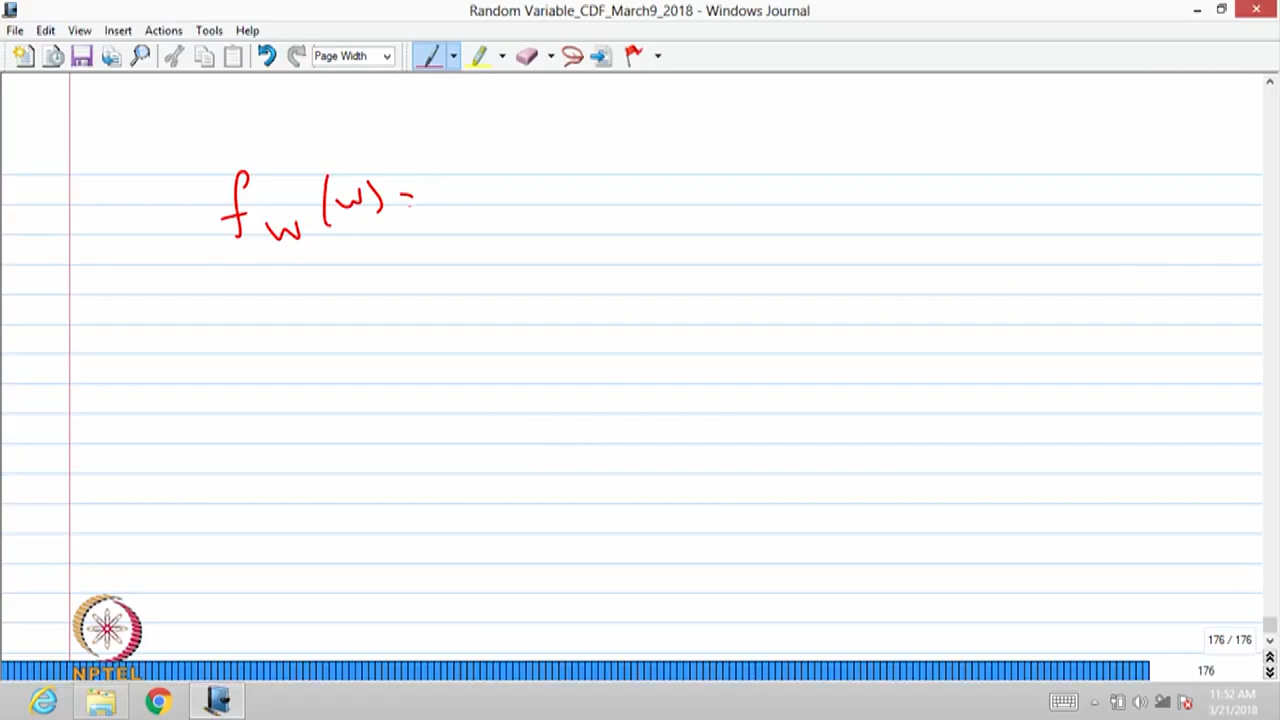 Random Variable_CDF_March9_2018 - Windows Journal
File Edit View Insert Actions Tools Help
Page Width
f_W (w) =
176 / 176
176
NPTEL
11:52 AM
3/21/2018